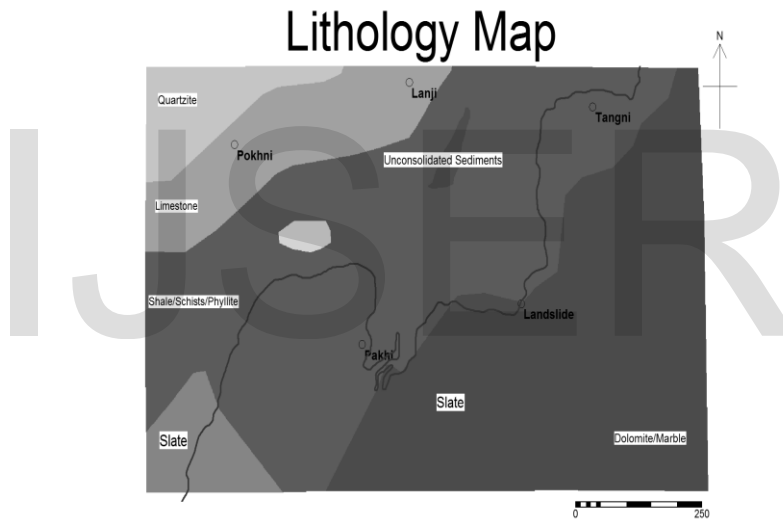 Lithology Map
N
Quartzite
Lanji
Tangni
Pokhni
Unconsolidated Sediments
IJSER
Limestone
Shale/Schists/Phyllite
Landslide
Pakhi
Slate
Slate
Dolomite/Marble
0 250